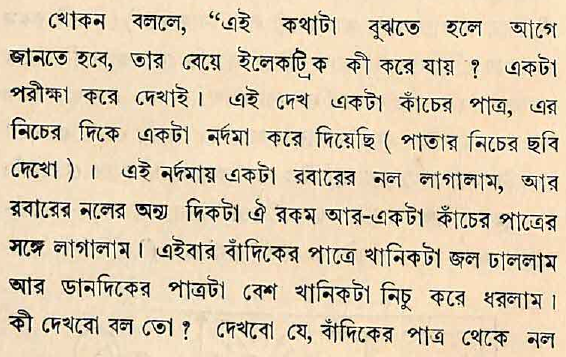 খোকন বললে, “এই কথাটা বুঝতে হলে আগে
জানতে হবে, তার বেয়ে ইলেকট্রিক কী করে যায় ? একটা
পরীক্ষা করে দেখাই। এই দেখ একটা কাঁচের পাত্র, এর
নিচের দিকে একটা নর্দমা করে দিয়েছি ( পাতার নিচের ছবি
দেখো ) । এই নর্দমায় একটা রবারের নল লাগালাম, আর
রবারের নলের অন্য দিকটা ঐ রকম আর-একটা কাঁচের পাত্রের
সঙ্গে লাগালাম। এইবার বাঁদিকের পাত্রে খানিকটা জল ঢাললাম
আর ডানদিকের পাত্রটা বেশ খানিকটা নিচু করে ধরলাম।
কী দেখবো বল তো ? দেখবো যে, বাঁদিকের পাত্র থেকে নল